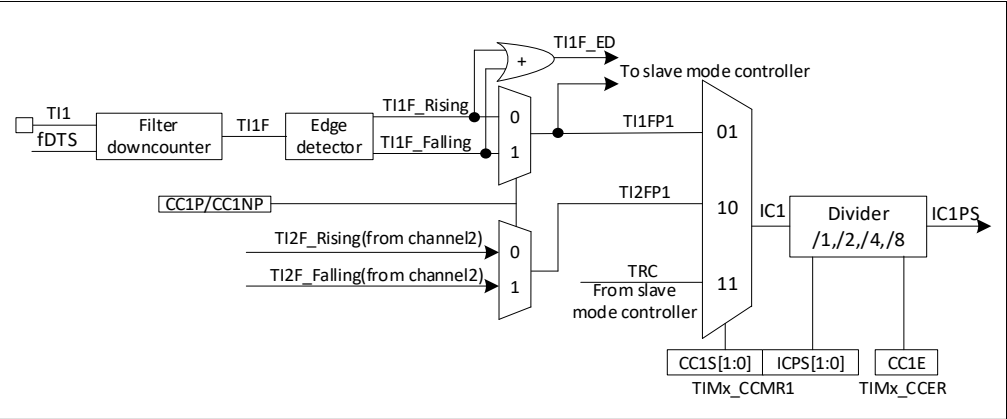 TI1F_ED
To slave mode controller
TI1
fDTS
Filter
downcounter
TI1F
Edge
detector
TI1F_Rising
TI1F_Falling
+
0
1
TI1FP1
01
CC1P/CC1NP
TI2FP1
10
IC1
Divider
/1,/2,/4,/8
IC1PS
TI2F_Rising(from channel2)
TI2F_Falling(from channel2)
0
1
TRC
From slave
mode controller
11
CC1S[1:0]
ICPS[1:0]
CC1E
TIMx_CCMR1
TIMx_CCER